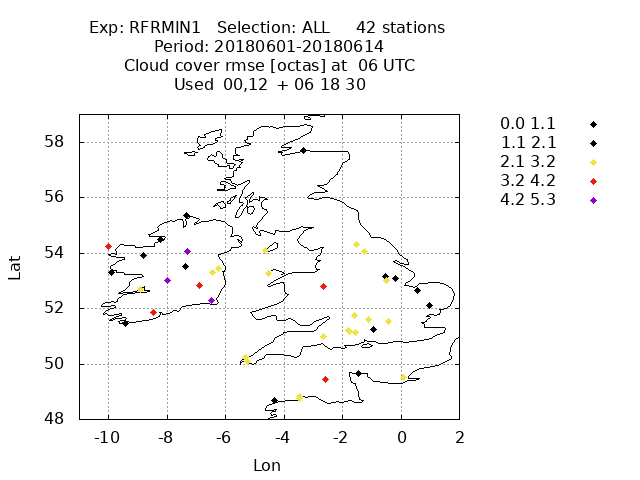 Exp: RFRMIN1 Selection: ALL 42 stations
Period: 20180601-20180614
Cloud cover rmse [octas] at 06 UTC
Used 00,12 + 06 18 30
0.0 1.1
1.1 2.1
2.1 3.2
3.2 4.2
4.2 5.3
58
56
54
52
50
48
Lat
-10 -8 -6 -4 -2 0 2
Lon